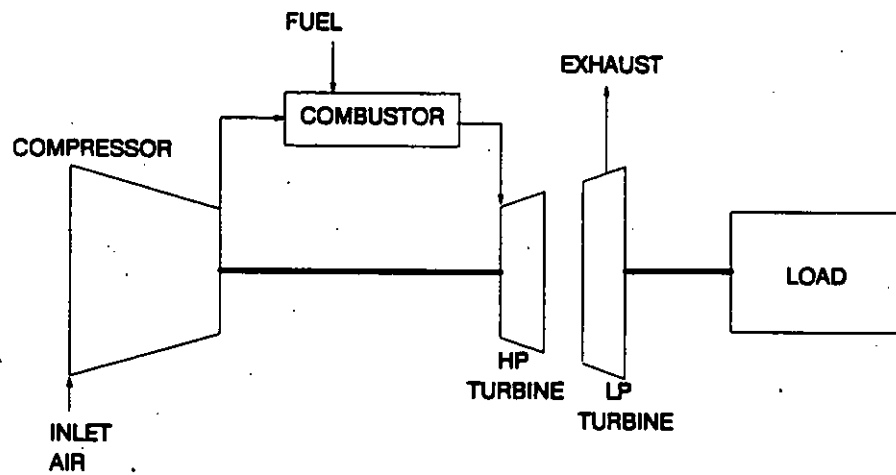 FUEL
EXHAUST
COMBUSTOR
COMPRESSOR
LOAD
HP
TURBINE
LP
TURBINE
INLET
AIR